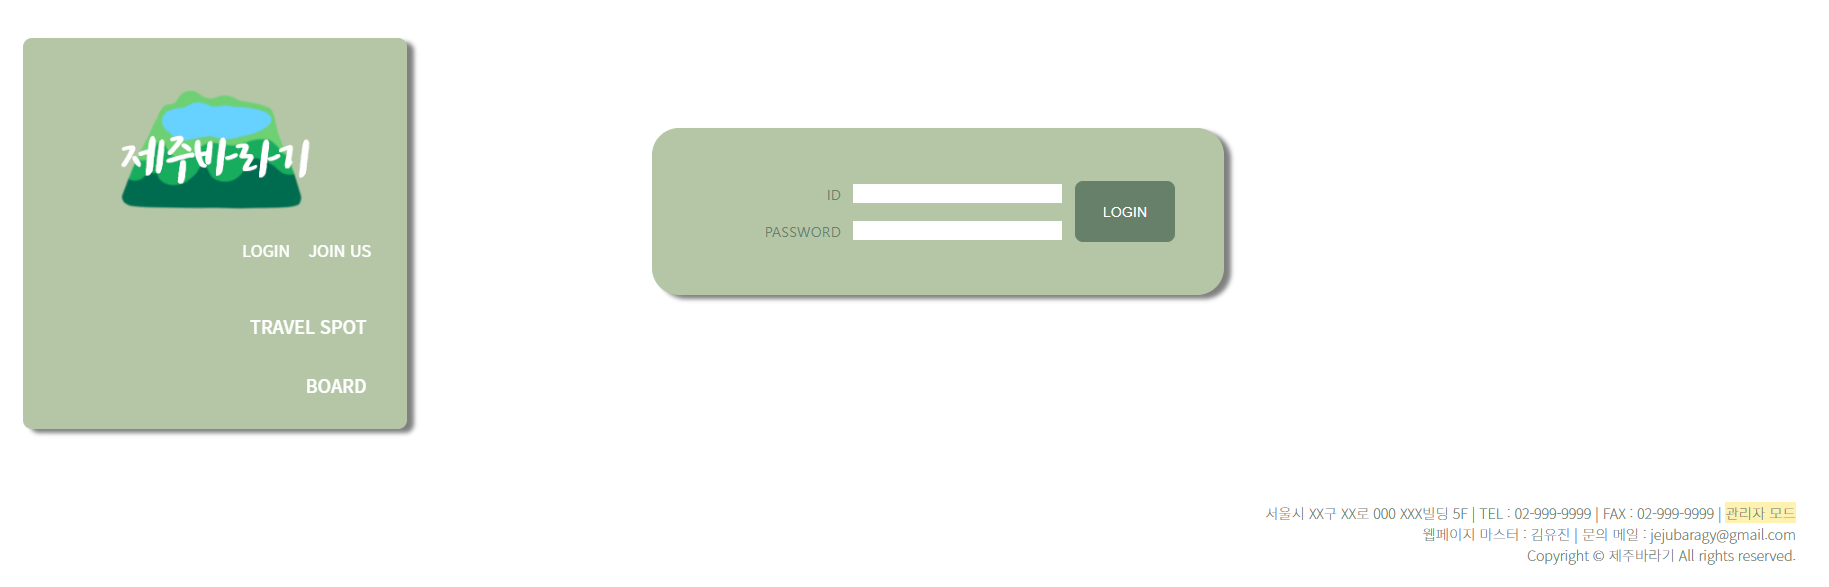 제주바라기
LOGIN JOIN US
TRAVEL SPOT
BOARD
ID
PASSWORD
LOGIN
서울시 XX구 XX로 000 XXX빌딩 5F | TEL : 02-999-9999 | FAX : 02-999-9999 | 관리자 모드
웹페이지 마스터 : 김유진 | 문의 메일 : jejubaragy@gmail.com
Copyright © 제주바라기 All rights reserved.